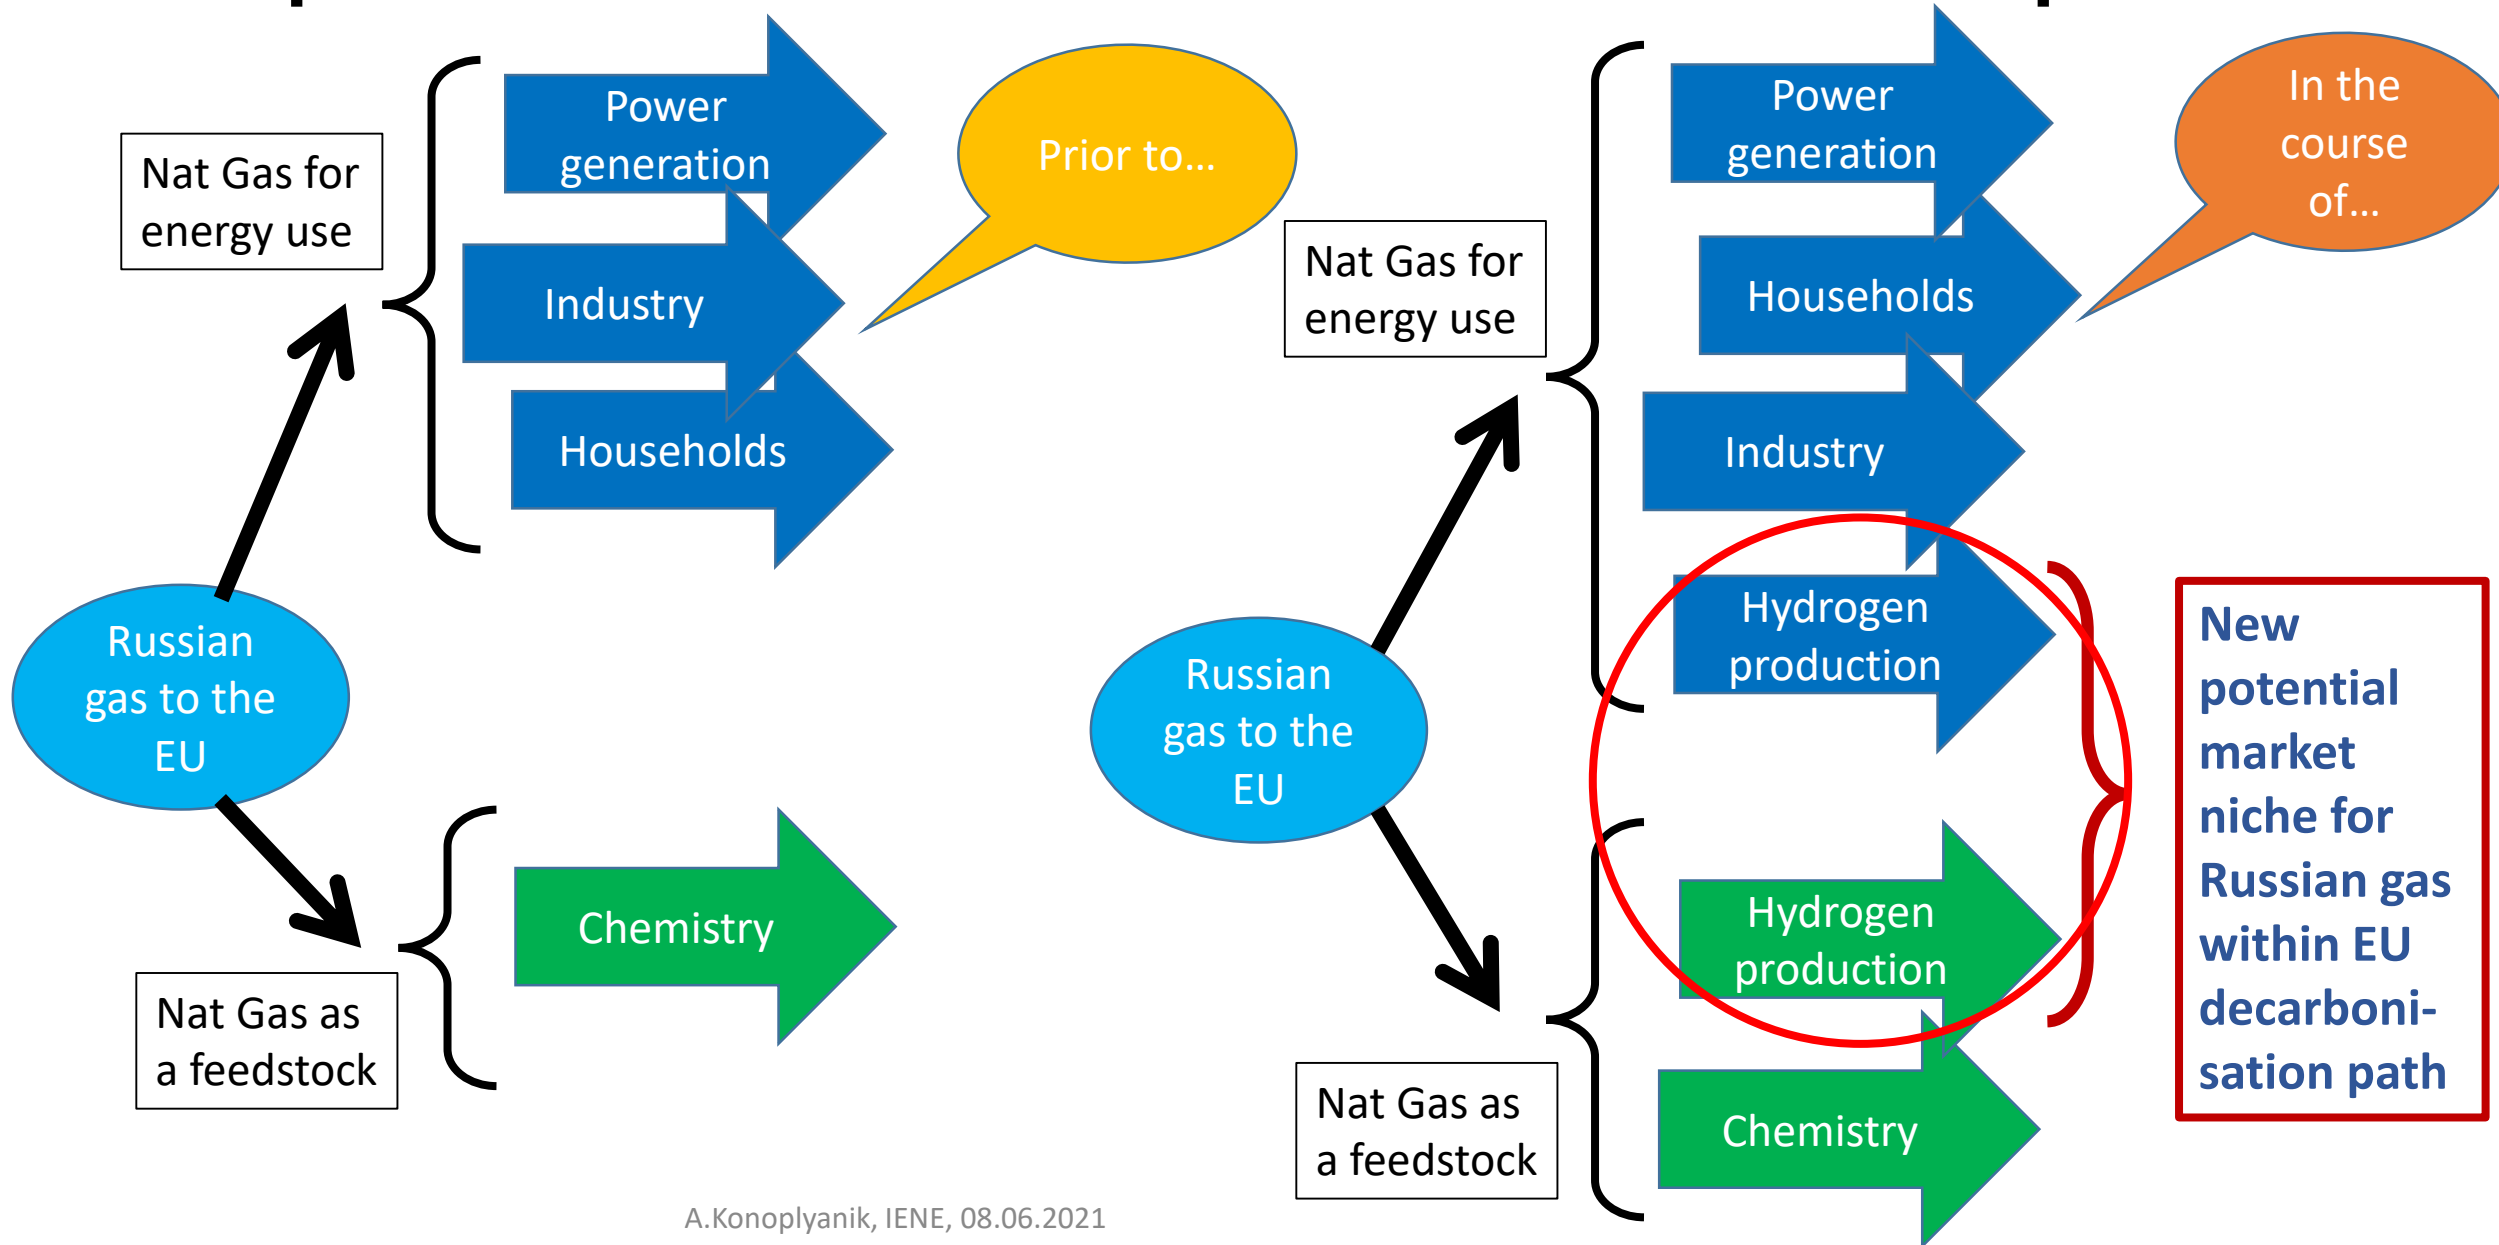 Power
generation
Nat Gas for
energy use
Industry
Households
Prior to...
Russian
gas to the
EU
Chemistry
Nat Gas as
a feedstock
Power
generation
In the
course
of...
Nat Gas for
energy use
Households
Industry
Hydrogen
production
Russian
gas to the
EU
Hydrogen
production
Nat Gas as
a feedstock
Chemistry
New
potential
market
niche for
Russian gas
within EU
decarboni-
sation path
A.Konoplyanik, IENE, 08.06.2021